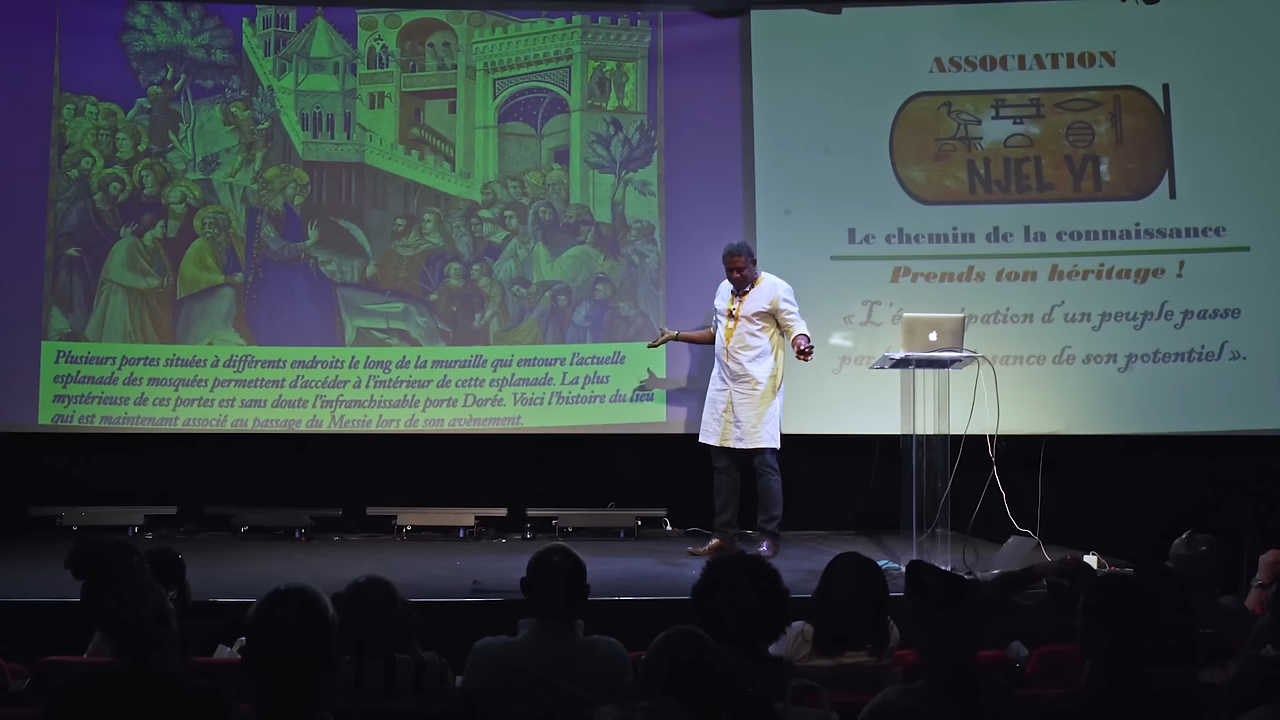 Plusieurs portes situées à différents endroits le long de la muraille qui entoure l'actuelle
esplanade des mosquées permettent d'accéder à l'intérieur de cette esplanade. La plus
mystérieuse de ces portes est sans doute l'infranchissable porte Dorée. Voici l'histoire du lieu
qui est maintenant associé au passage du Messie lors de son avènement.
ASSOCIATION
NJEL YI
Le chemin de la connaissance
Prends ton héritage !
« L'é pation d'un peuple passe
par sance de son potentiel ».